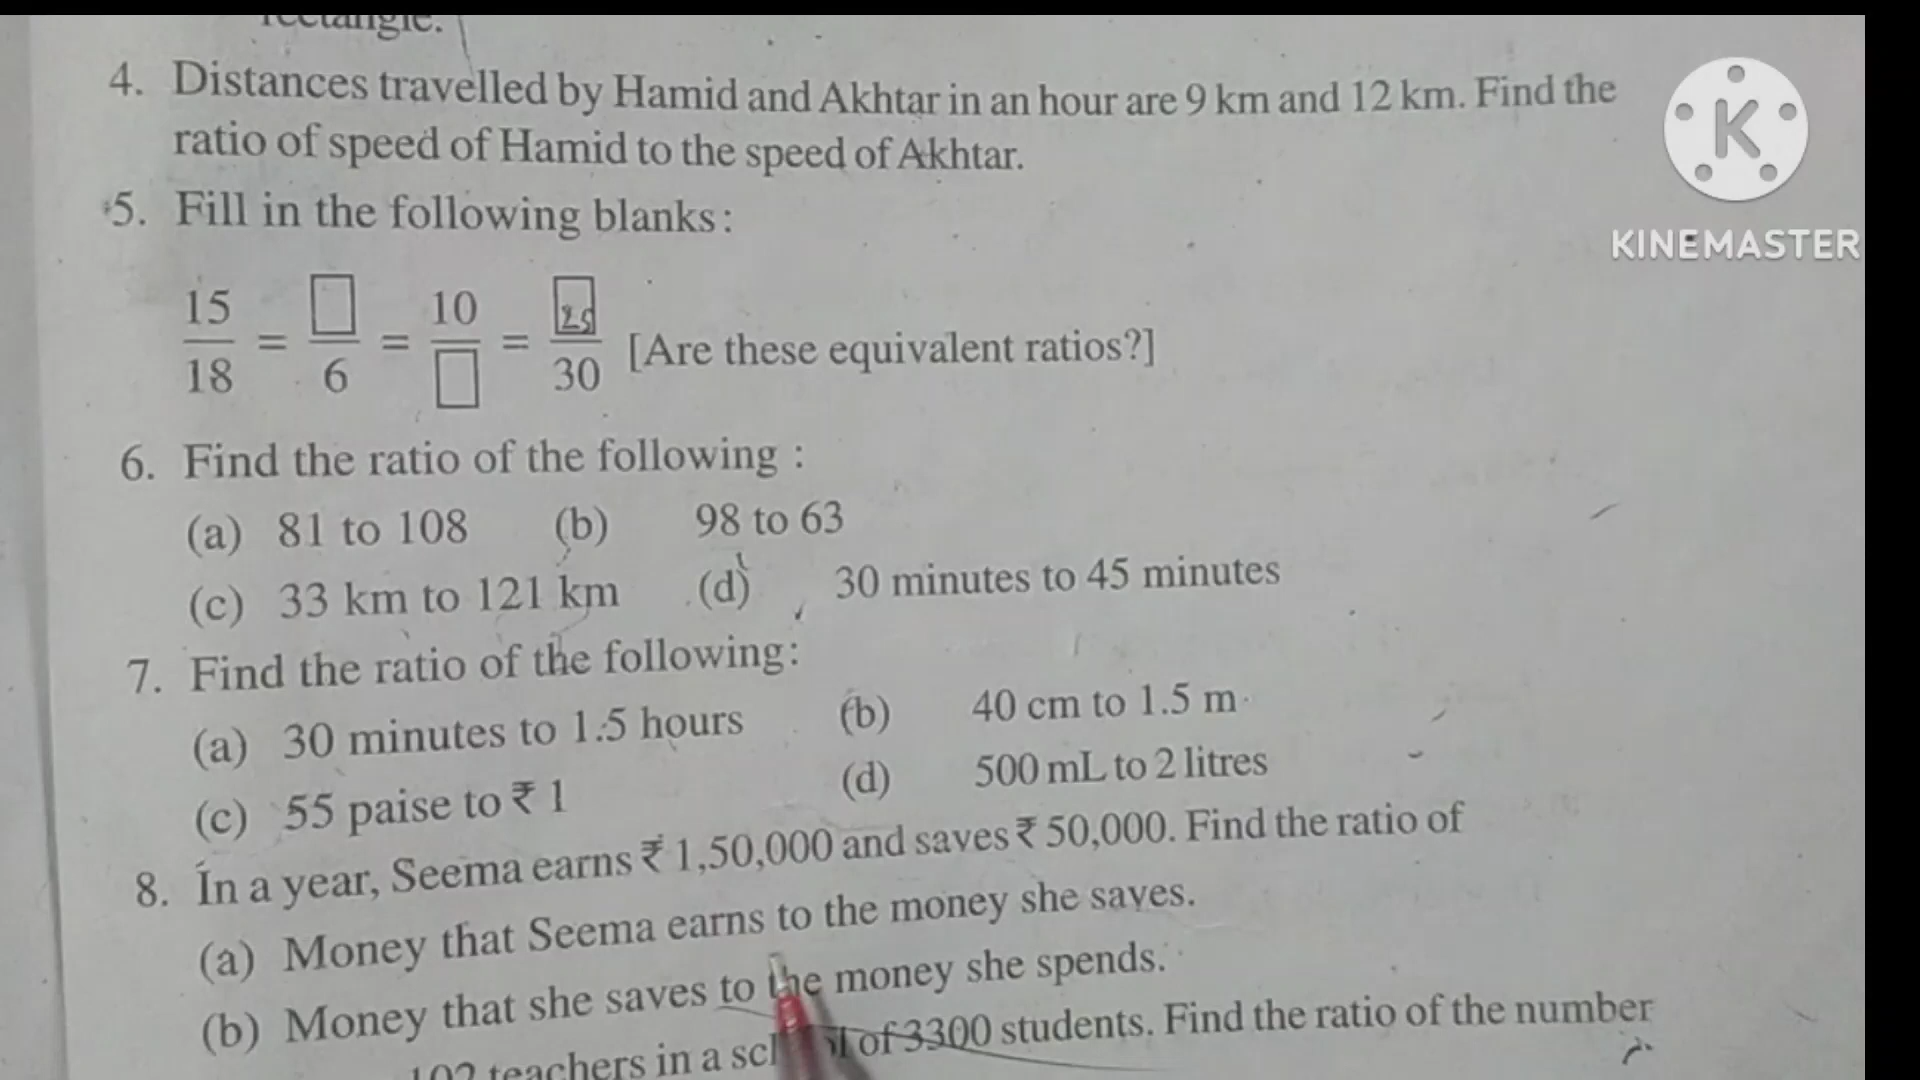 rectangle.
4. Distances travelled by Hamid and Akhtar in an hour are 9 km and 12 km. Find the
ratio of speed of Hamid to the speed of Akhtar.
5. Fill in the following blanks:
15/18 = □/6 = 10/□ = 25/30 [Are these equivalent ratios?]
6. Find the ratio of the following :
(a) 81 to 108 (b) 98 to 63
(c) 33 km to 121 km (d) 30 minutes to 45 minutes
7. Find the ratio of the following:
(a) 30 minutes to 1.5 hours (b) 40 cm to 1.5 m
(c) 55 paise to ₹ 1 (d) 500 mL to 2 litres
8. In a year, Seema earns ₹ 1,50,000 and saves ₹ 50,000. Find the ratio of
(a) Money that Seema earns to the money she saves.
(b) Money that she saves to the money she spends.
102 teachers in a of 3300 students. Find the ratio of the number
K
KINEMASTER